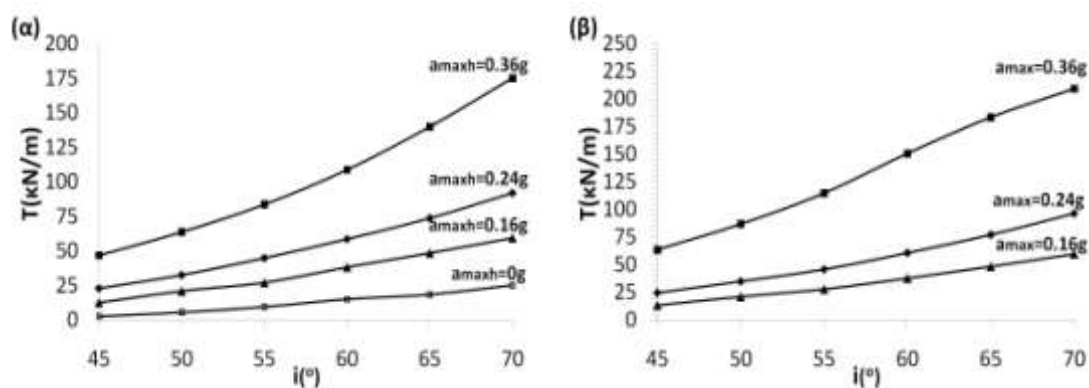 (α)
200
175
150
125
100
75
50
25
0
T(κN/m)
amaxh=0.36g
amaxh=0.24g
amaxh=0.16g
amaxh=0g
45 50 55 60 65 70
i(°)
(β)
250
225
200
175
150
125
100
75
50
25
0
T(κN/m)
amax=0.36g
amax=0.24g
amax=0.16g
45 50 55 60 65 70
i(°)